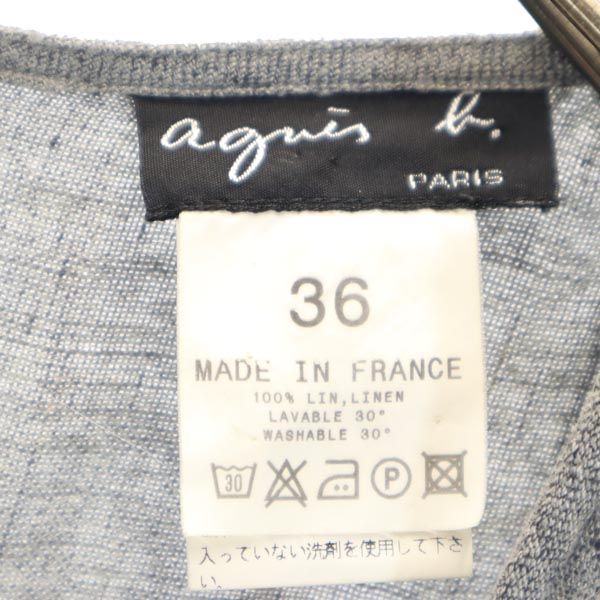 agnès b.
PARIS
36
MADE IN FRANCE
100% LIN,LINEN
LAVABLE 30°
WASHABLE 30°
30
P
入っていない洗剤を使用して下さ
い。